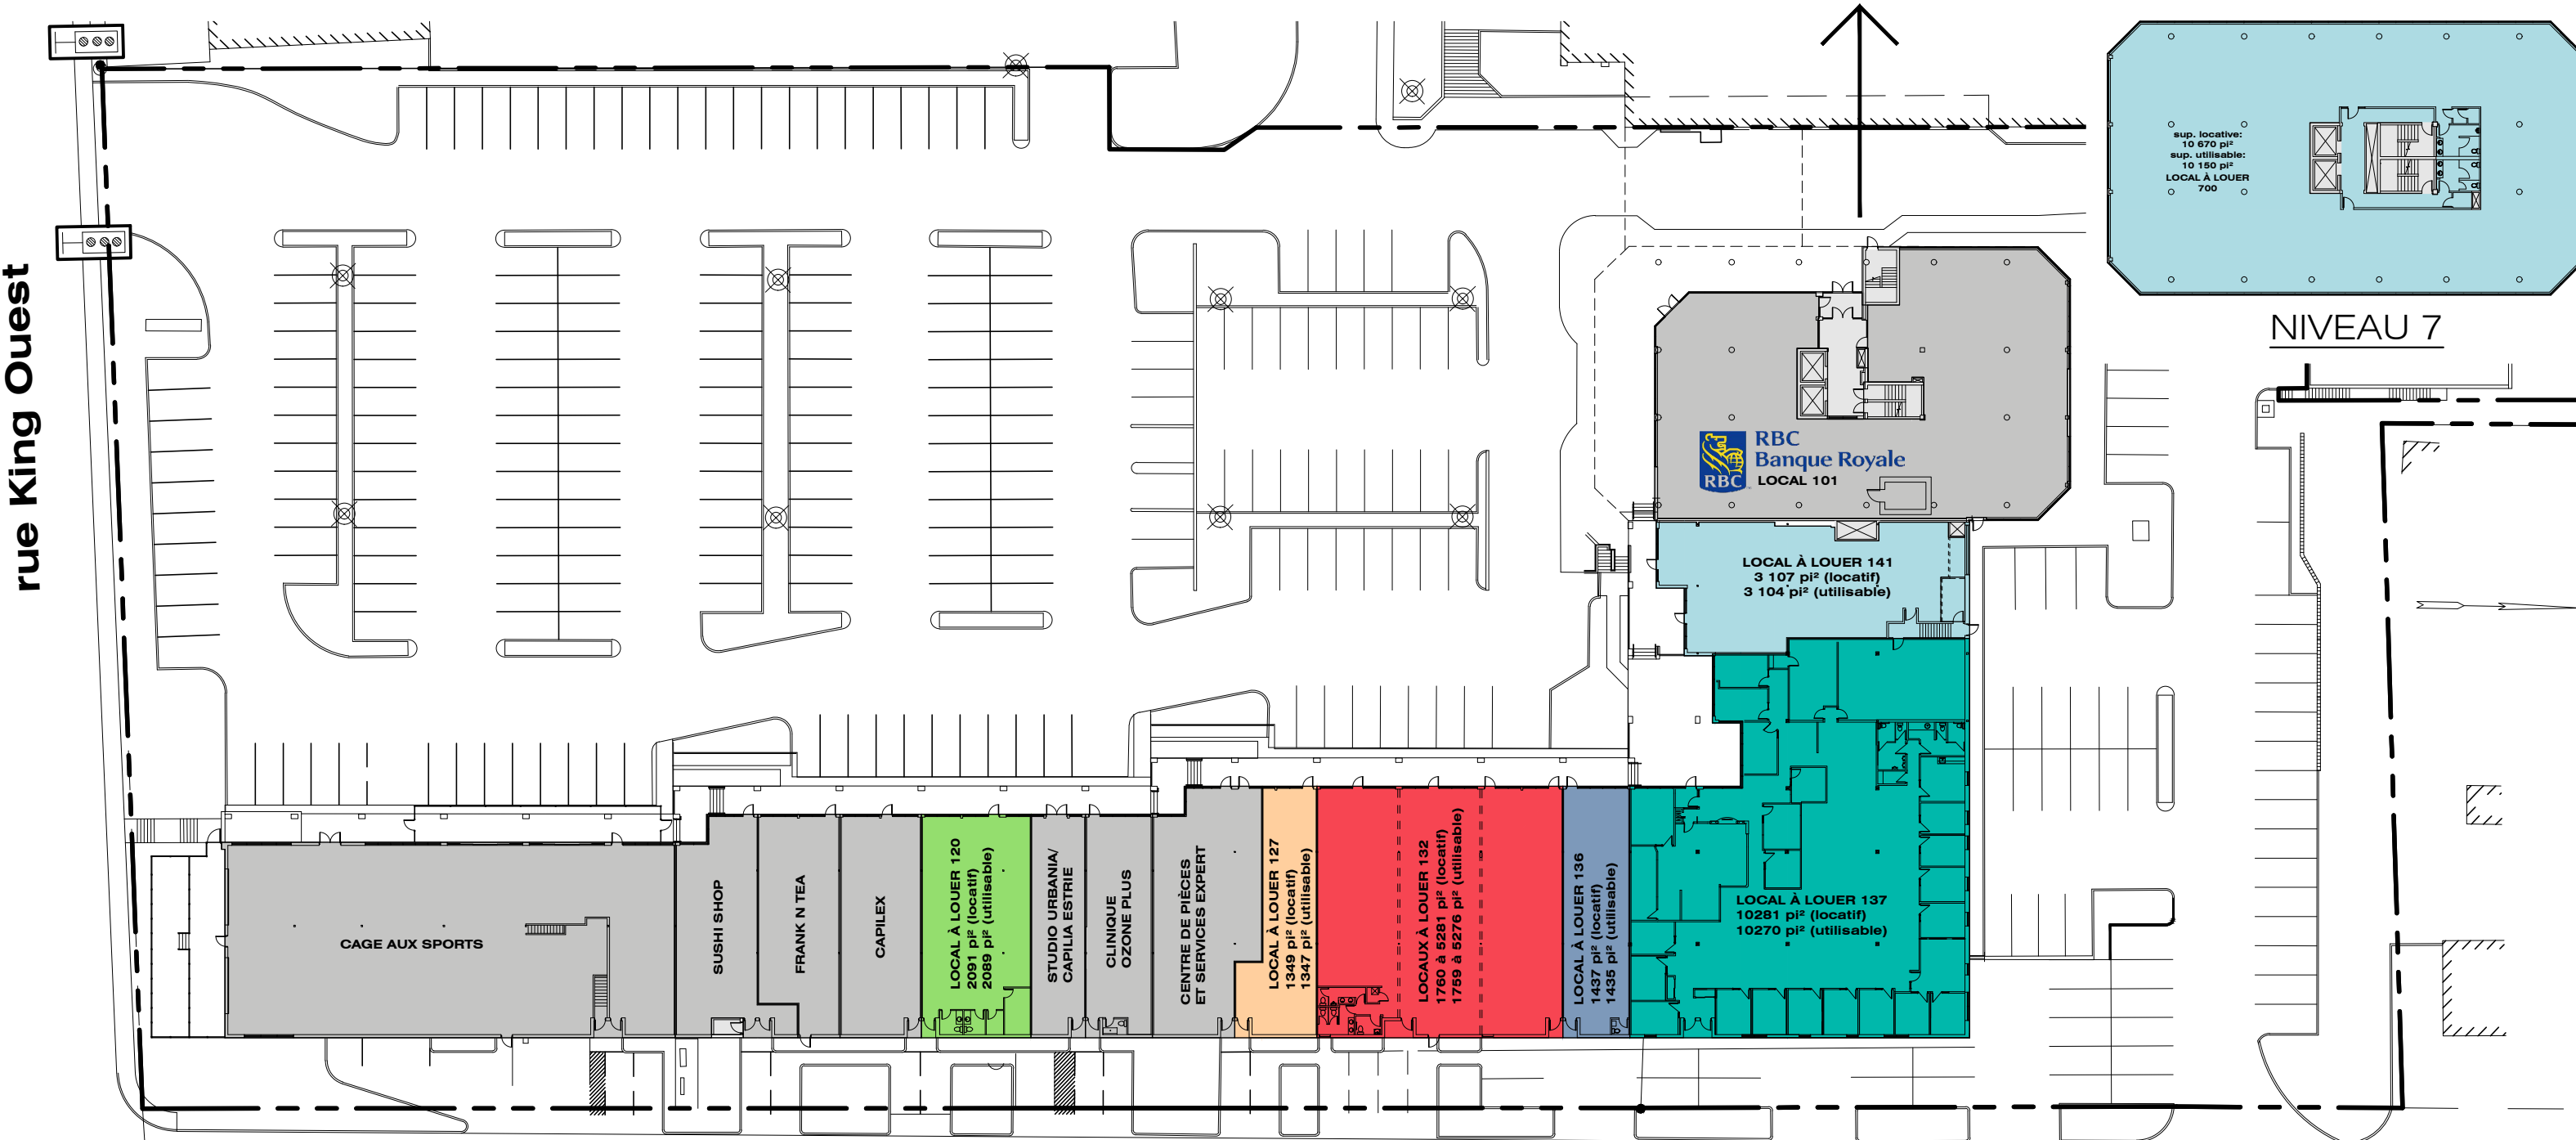 rue King Ouest
sup. locative:
10 670 pi²
sup. utilisable:
10 150 pi²
LOCAL À LOUER
700
NIVEAU 7
RBC
RBC
Banque Royale
LOCAL 101
LOCAL À LOUER 141
3 107 pi² (locatif)
3 104 pi² (utilisable)
CAGE AUX SPORTS
SUSHI SHOP
FRANK N TEA
CAPILEX
LOCAL À LOUER 120
2091 pi² (locatif)
2089 pi² (utilisable)
STUDIO URBANIA/
CAPILIA ESTRIE
CLINIQUE
OZONE PLUS
CENTRE DE PIÈCES
ET SERVICES EXPERT
LOCAL À LOUER 127
1349 pi² (locatif)
1347 pi² (utilisable)
LOCAUX À LOUER 132
1760 à 5281 pi² (locatif)
1759 à 5276 pi² (utilisable)
LOCAL À LOUER 136
1437 pi² (locatif)
1435 pi² (utilisable)
LOCAL À LOUER 137
10281 pi² (locatif)
10270 pi² (utilisable)